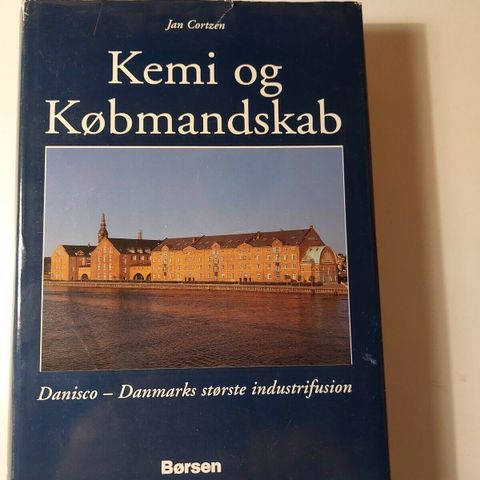 Jan Cortzen
Kemi og
Købmandskab
Danisco – Danmarks største industrifusion
Børsen